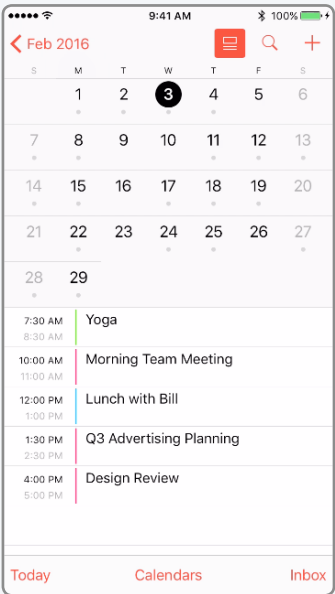 9:41 AM 100%
Feb 2016
S M T W T F S
1 2 3 4 5 6
7 8 9 10 11 12 13
14 15 16 17 18 19 20
21 22 23 24 25 26 27
28 29
7:30 AM Yoga
8:30 AM
10:00 AM Morning Team Meeting
11:00 AM
12:00 PM Lunch with Bill
1:00 PM
1:30 PM Q3 Advertising Planning
2:30 PM
4:00 PM Design Review
5:00 PM
Today Calendars Inbox